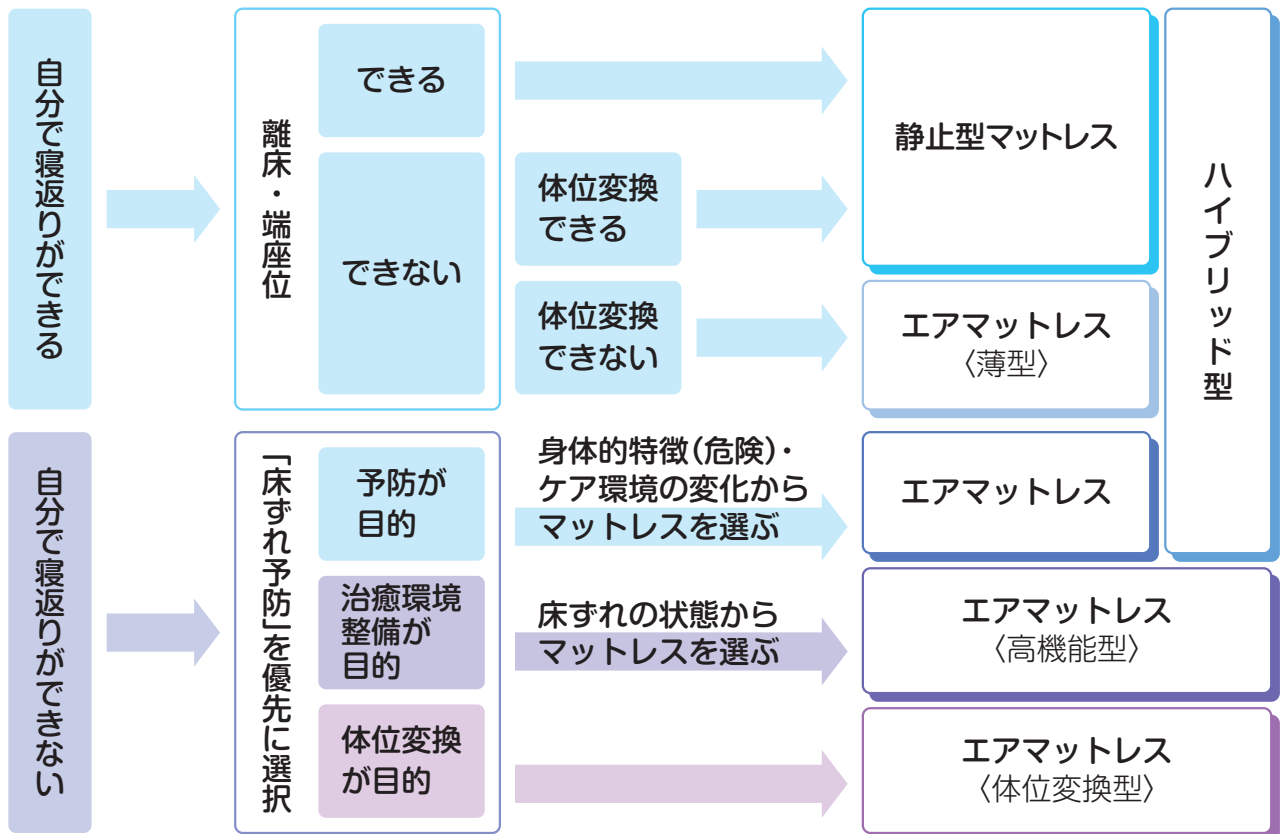 自分で寝返りができる
離床・端座位
できる
できない
体位変換
できる
体位変換
できない
静止型マットレス
エアマットレス
〈薄型〉
ハイブリッド型
自分で寝返りができない
「床ずれ予防」を優先に選択
予防が
目的
身体的特徴(危険)・
ケア環境の変化から
マットレスを選ぶ
エアマットレス
治癒環境
整備が
目的
床ずれの状態から
マットレスを選ぶ
エアマットレス
〈高機能型〉
体位変換
が目的
エアマットレス
〈体位変換型〉